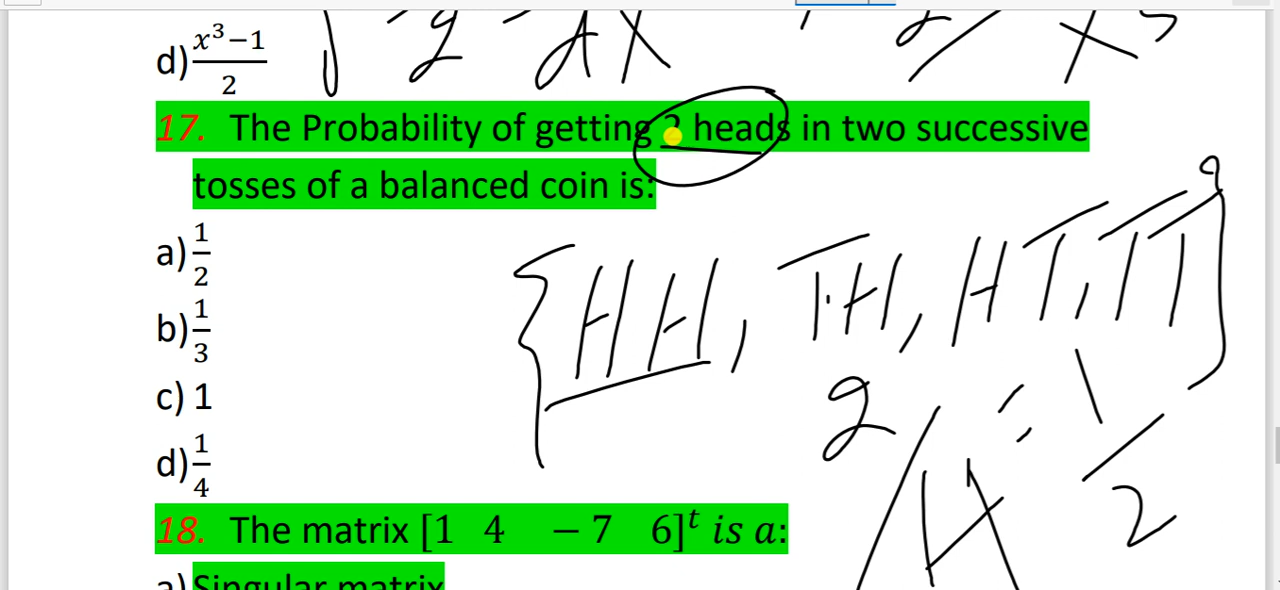 d) x³−1 / 2
17. The Probability of getting 2 heads in two successive
tosses of a balanced coin is:
{HH, TH, HT, TT}
a) 1/2
b) 1/3
2/4 = 1/2
c) 1
d) 1/4
18. The matrix [1 4 −7 6]ᵗ is a:
a) Singular matrix